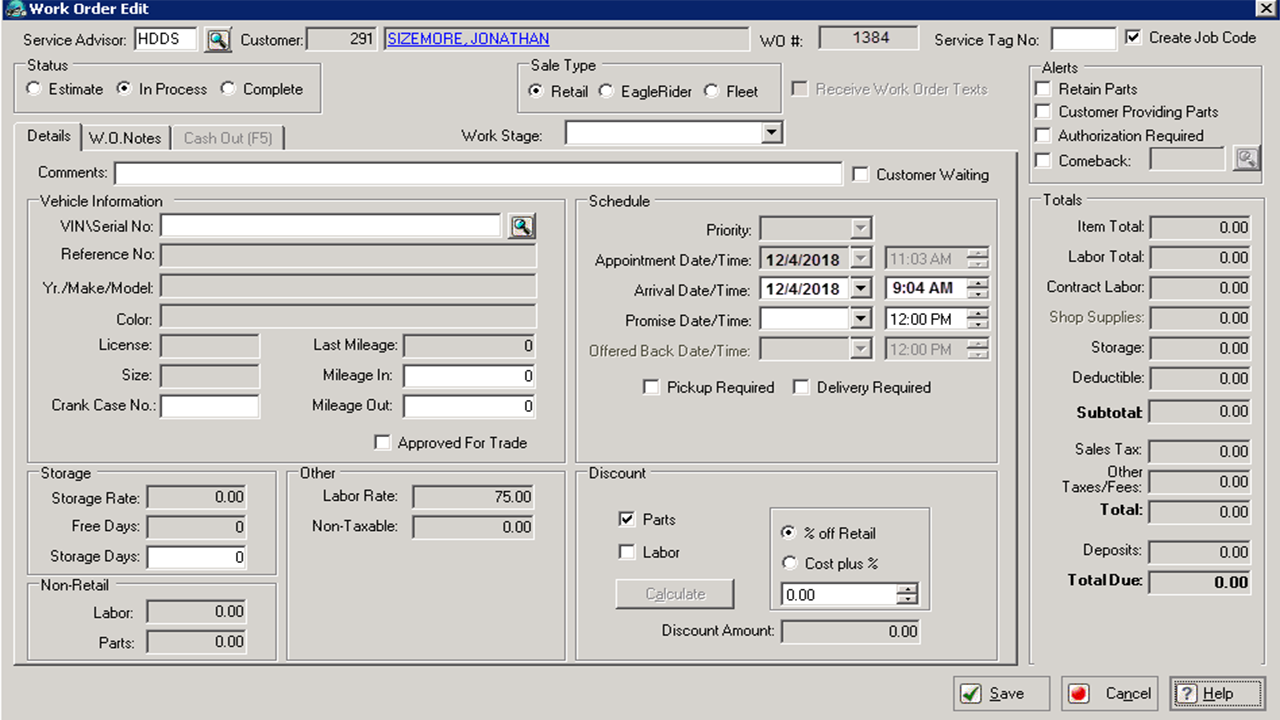 Work Order Edit
Service Advisor: HDDS Customer: 291 SIZEMORE, JONATHAN WO #: 1384 Service Tag No: Create Job Code
Status Sale Type Alerts
Estimate In Process Complete Retail EagleRider Fleet Receive Work Order Texts Retain Parts
Customer Providing Parts
Details W.O.Notes Cash Out (F5) Work Stage: Authorization Required
Comeback:
Comments: Customer Waiting
Vehicle Information
VIN\Serial No:
Reference No:
Yr./Make/Model:
Color:
License: Last Mileage: 0
Size: Mileage In: 0
Crank Case No.: Mileage Out: 0
Approved For Trade
Schedule
Priority:
Appointment Date/Time: 12/4/2018 11:03 AM
Arrival Date/Time: 12/4/2018 9:04 AM
Promise Date/Time: 12:00 PM
Offered Back Date/Time: 12:00 PM
Pickup Required Delivery Required
Storage
Storage Rate: 0.00
Free Days: 0
Storage Days: 0
Non-Retail
Labor: 0.00
Parts: 0.00
Other
Labor Rate: 75.00
Non-Taxable: 0.00
Discount
Parts
Labor
% off Retail
Cost plus %
Calculate 0.00
Discount Amount: 0.00
Totals
Item Total: 0.00
Labor Total: 0.00
Contract Labor: 0.00
Shop Supplies: 0.00
Storage: 0.00
Deductible: 0.00
Subtotal: 0.00
Sales Tax: 0.00
Other
Taxes/Fees: 0.00
Total: 0.00
Deposits: 0.00
Total Due: 0.00
Save Cancel ? Help